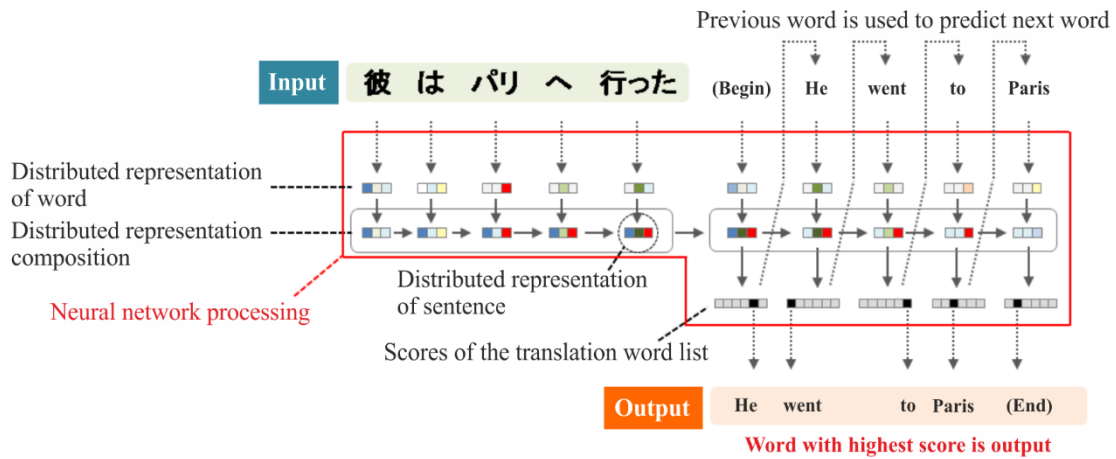 Previous word is used to predict next word
Input 彼 は パリ へ 行った (Begin) He went to Paris
Distributed representation
of word
Distributed representation
composition
Distributed representation
of sentence
Neural network processing
Scores of the translation word list
Output He went to Paris (End)
Word with highest score is output